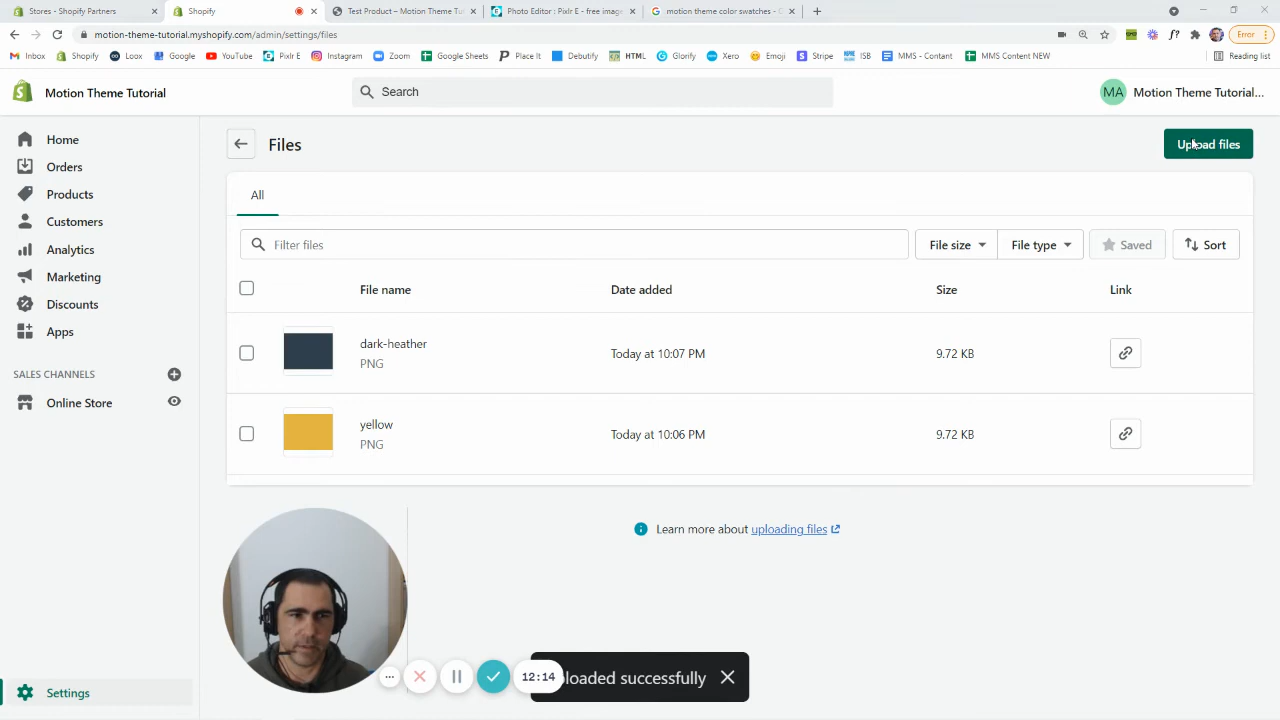 Stores - Shopify Partners
Shopify
Test Product – Motion Theme Tut
Photo Editor : Pixlr E - free imag
motion theme color swatches - G
motion-theme-tutorial.myshopify.com/admin/settings/files
Error
Inbox
Shopify
Loox
Google
YouTube
Pixlr E
Instagram
Zoom
Google Sheets
Place It
Debutify
HTML
Glorify
Xero
Emoji
Stripe
ISB
MMS - Contant
MMS Content NEW
Reading list
Motion Theme Tutorial
Search
MA
Motion Theme Tutorial...
Home
Orders
Products
Customers
Analytics
Marketing
Discounts
Apps
SALES CHANNELS
Online Store
Settings
Files
Upload files
All
Filter files
File size
File type
Saved
Sort
File name
Date added
Size
Link
dark-heather
PNG
Today at 10:07 PM
9.72 KB
yellow
PNG
Today at 10:06 PM
9.72 KB
Learn more about uploading files
12:14
loaded successfully